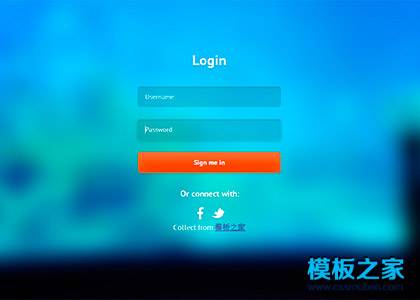 Login
Username
Password
Sign me in
Or connect with:
Collect from 模板之家
模板之家
www.cssmoban.com